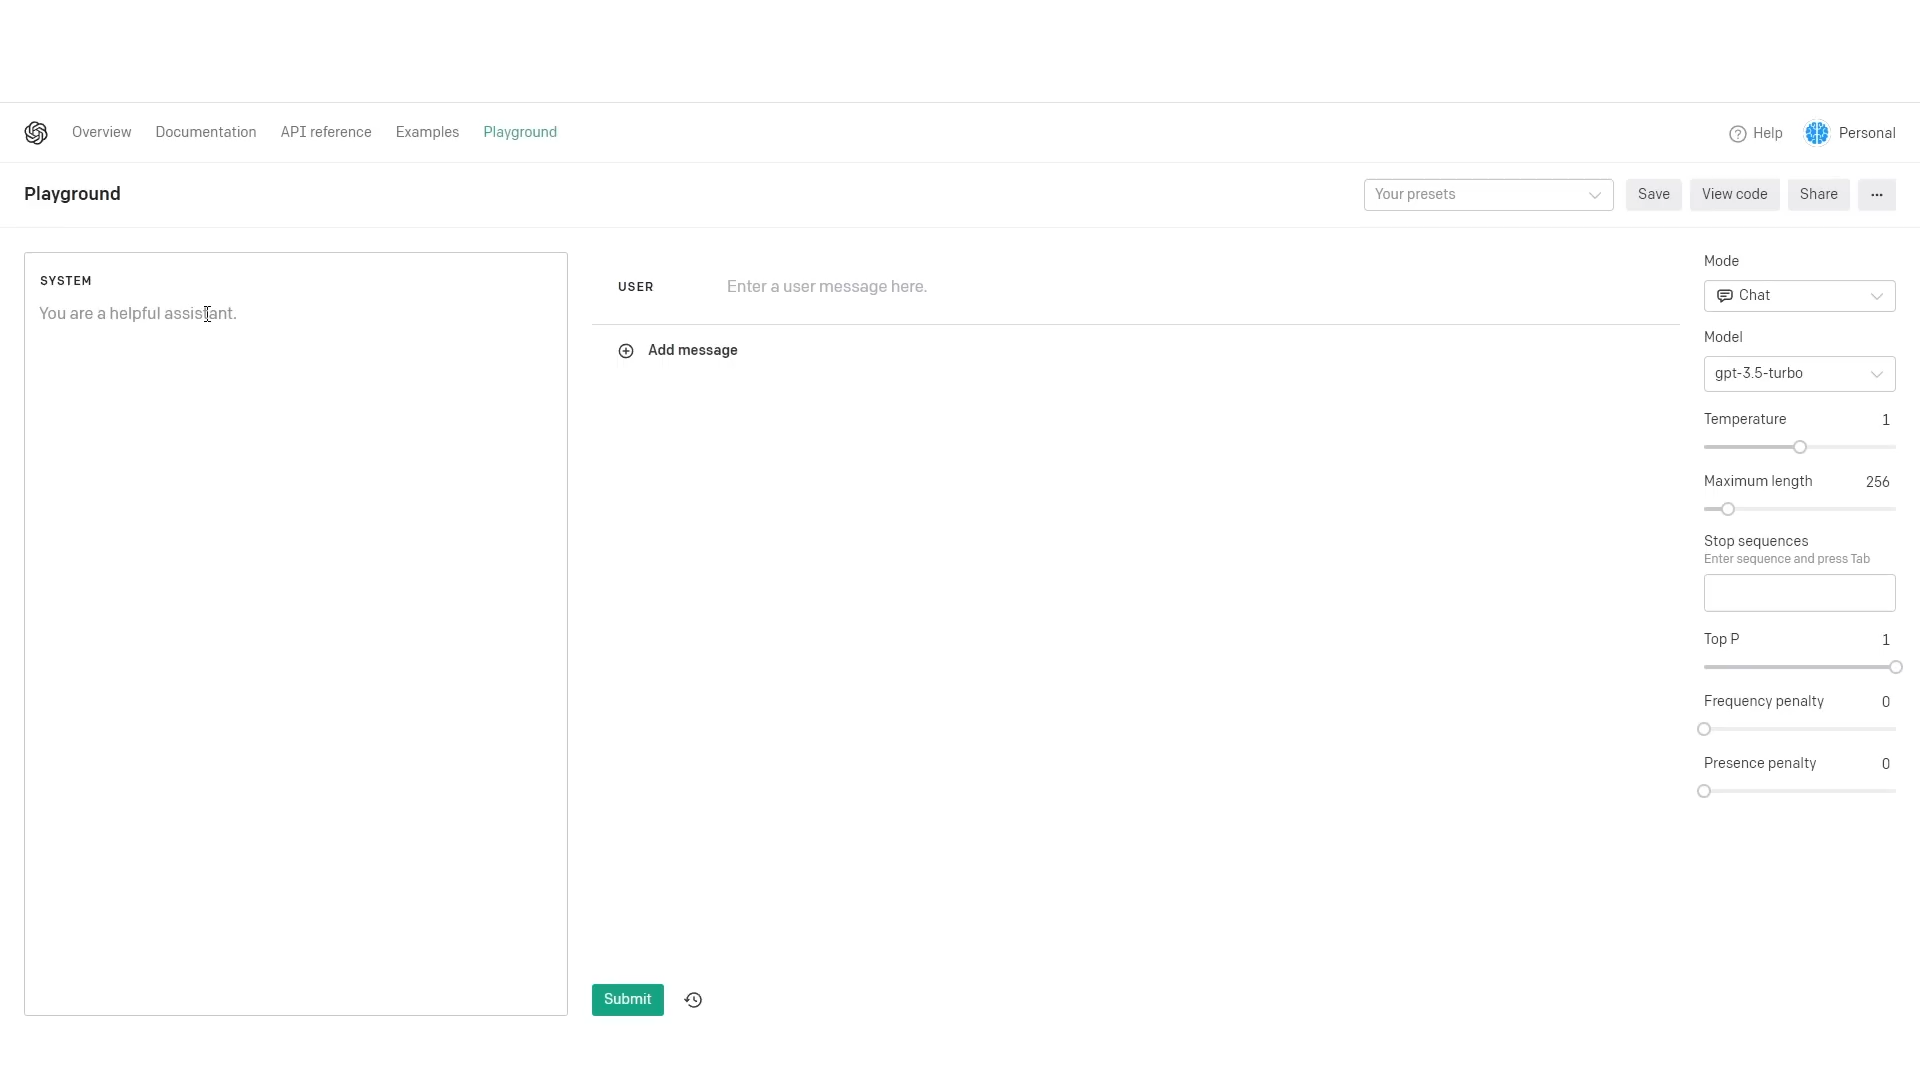 Overview Documentation API reference Examples Playground Help Personal
Playground
Your presets Save View code Share ...
SYSTEM
You are a helpful assistant.
USER Enter a user message here.
Add message
Submit
Mode
Chat
Model
gpt-3.5-turbo
Temperature 1
Maximum length 256
Stop sequences
Enter sequence and press Tab
Top P 1
Frequency penalty 0
Presence penalty 0